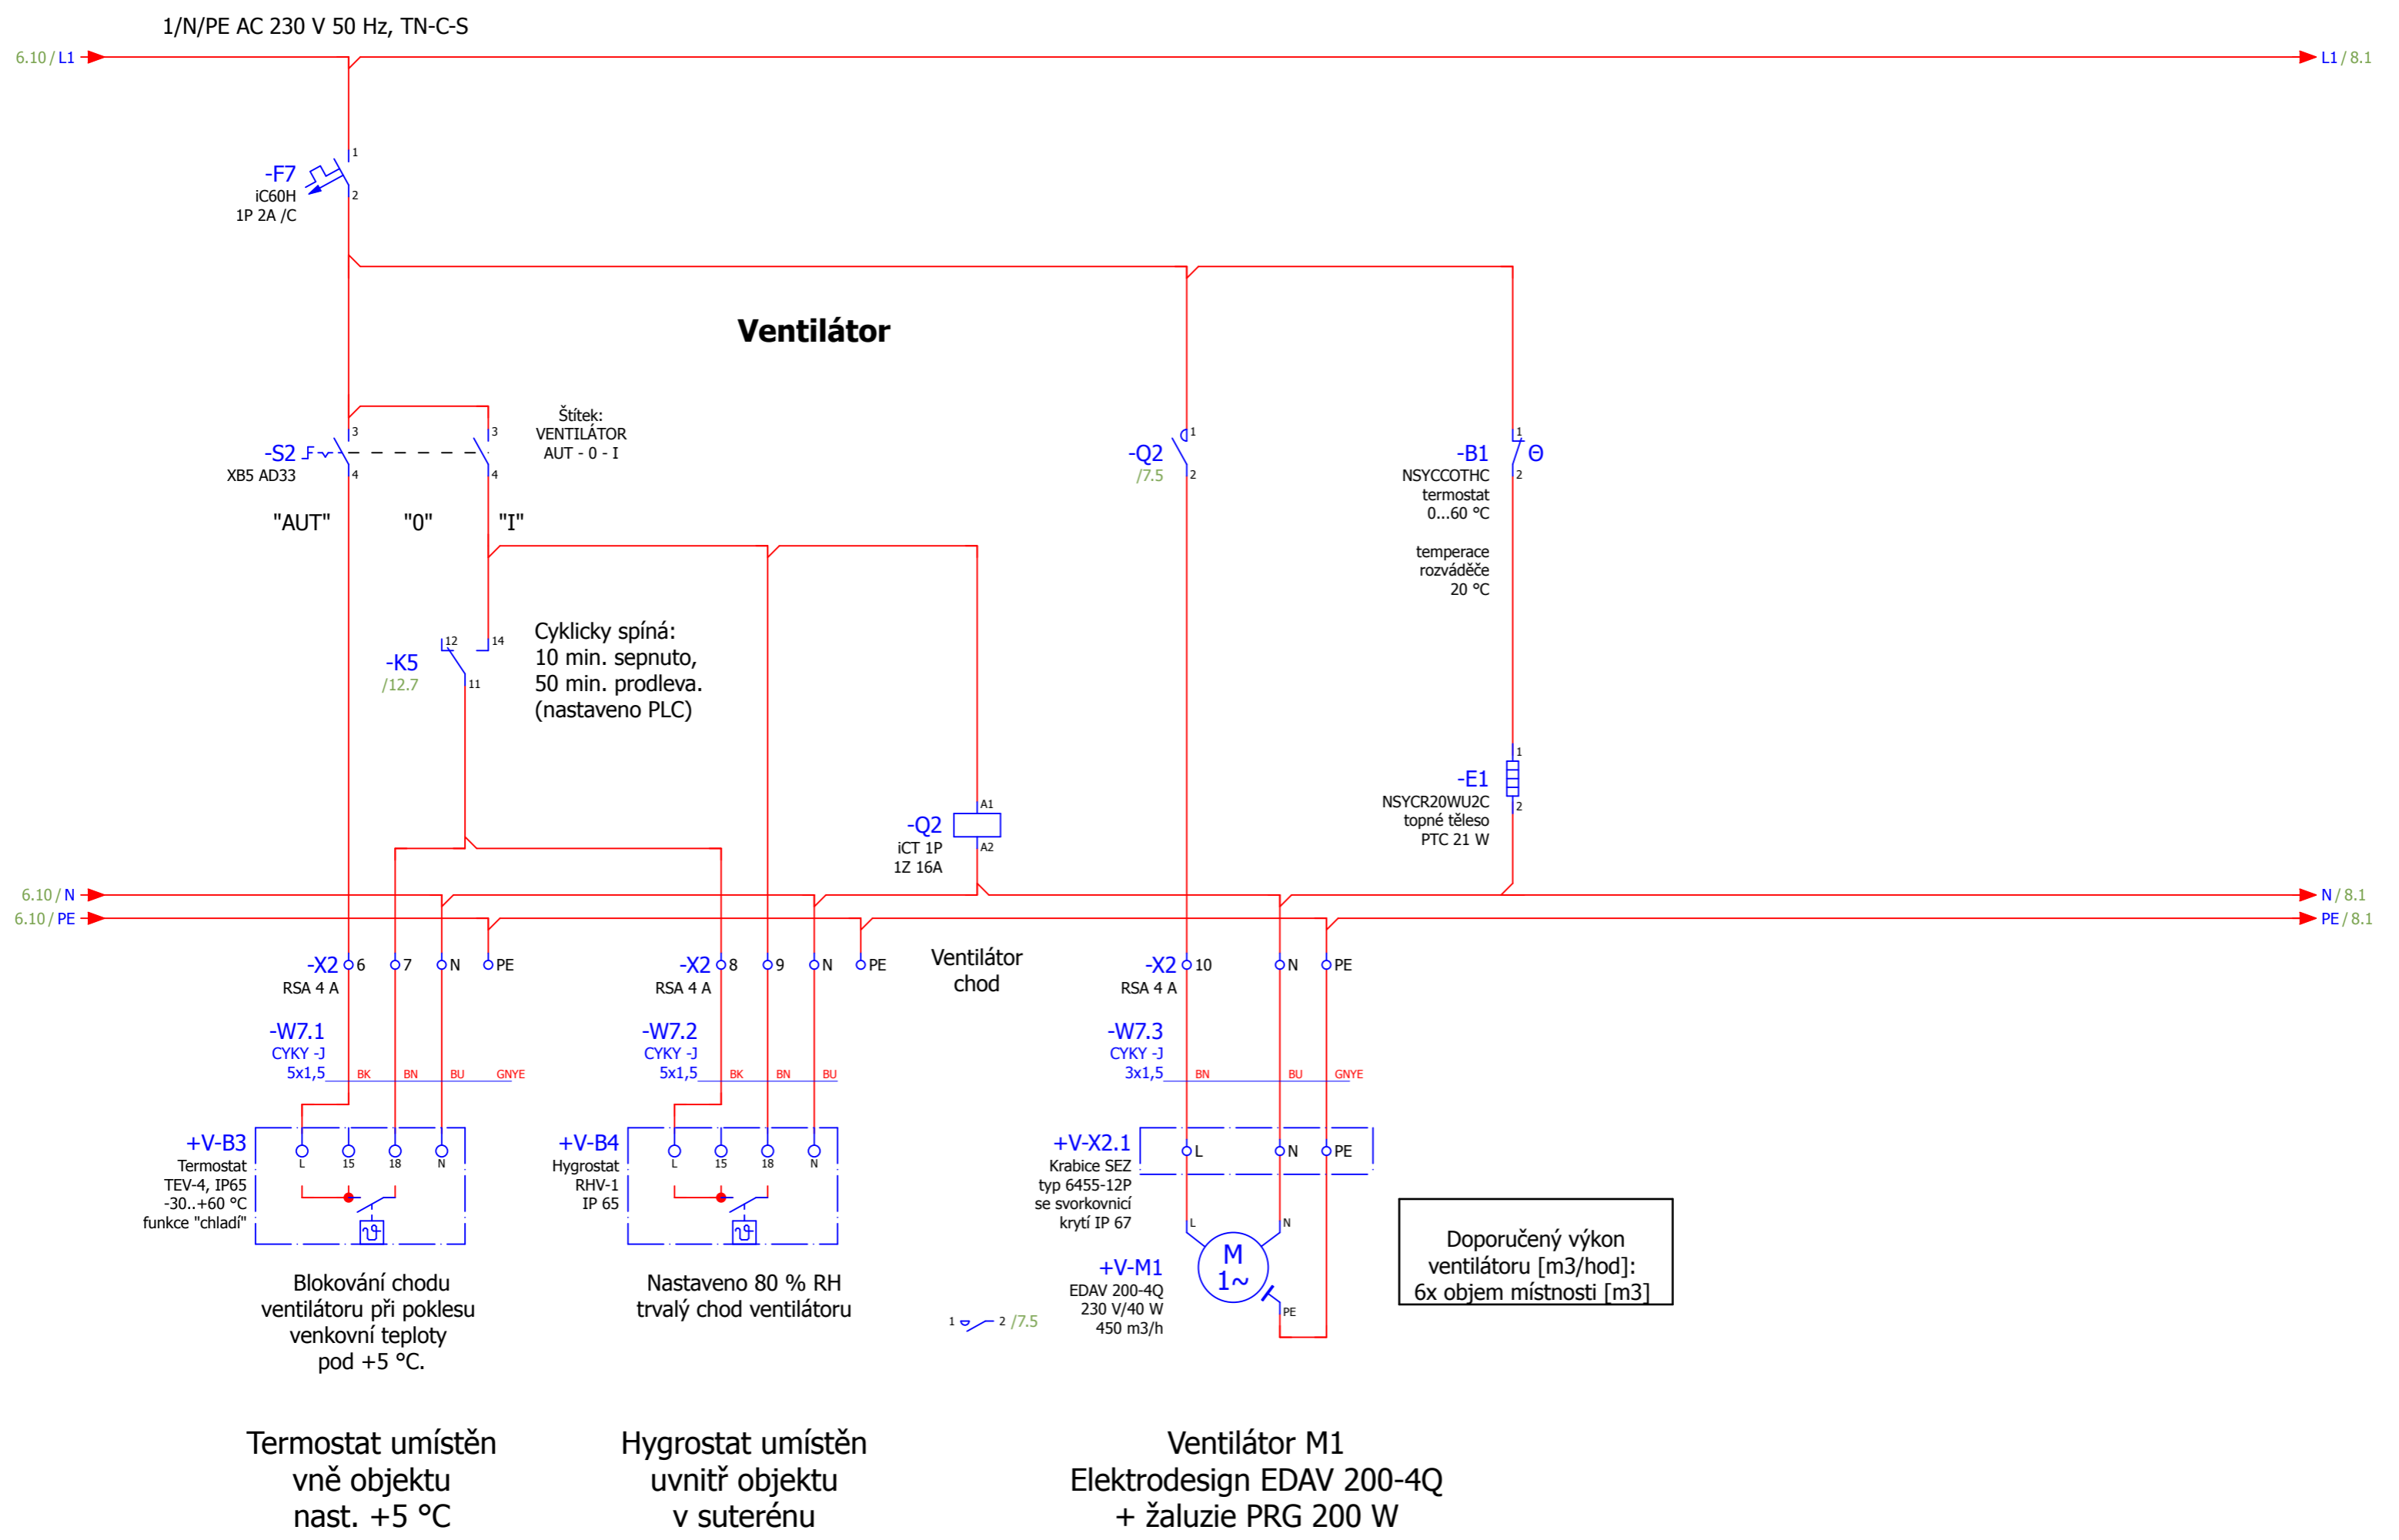 1/N/PE AC 230 V 50 Hz, TN-C-S
6.10 / L1
L1 / 8.1
1
-F7
iC60H
1P 2A /C
2
Ventilátor
3
3
-S2
XB5 AD33
4
4
Štítek:
VENTILÁTOR
AUT - 0 - I
"AUT"
"0"
"I"
1
-Q2
/7.5
2
1
-B1
Θ
NSYCCOTHC
termostat
0...60 °C
2
temperace
rozváděče
20 °C
12
14
-K5
/12.7
11
Cyklicky spíná:
10 min. sepnuto,
50 min. prodleva.
(nastaveno PLC)
A1
-Q2
iCT 1P
1Z 16A
A2
1
-E1
NSYCR20WU2C
topné těleso
PTC 21 W
2
6.10 / N
N / 8.1
6.10 / PE
PE / 8.1
-X2 6 7 N PE
RSA 4 A
-X2 8 9 N PE
RSA 4 A
Ventilátor
chod
-X2 10 N PE
RSA 4 A
-W7.1
CYKY -J
5x1,5 BK BN BU GNYE
-W7.2
CYKY -J
5x1,5 BK BN BU
-W7.3
CYKY -J
3x1,5 BN BU GNYE
+V-B3
Termostat
TEV-4, IP65
-30..+60 °C
funkce "chladí"
L 15 18 N
+V-B4
Hygrostat
RHV-1
IP 65
L 15 18 N
+V-X2.1
Krabice SEZ
typ 6455-12P
se svorkovnicí
krytí IP 67
L N PE
L N
M
1~
PE
+V-M1
EDAV 200-4Q
230 V/40 W
450 m3/h
1 2 /7.5
Doporučený výkon
ventilátoru [m3/hod]:
6x objem místnosti [m3]
Blokování chodu
ventilátoru při poklesu
venkovní teploty
pod +5 °C.
Nastaveno 80 % RH
trvalý chod ventilátoru
Termostat umístěn
vně objektu
nast. +5 °C
Hygrostat umístěn
uvnitř objektu
v suterénu
Ventilátor M1
Elektrodesign EDAV 200-4Q
+ žaluzie PRG 200 W